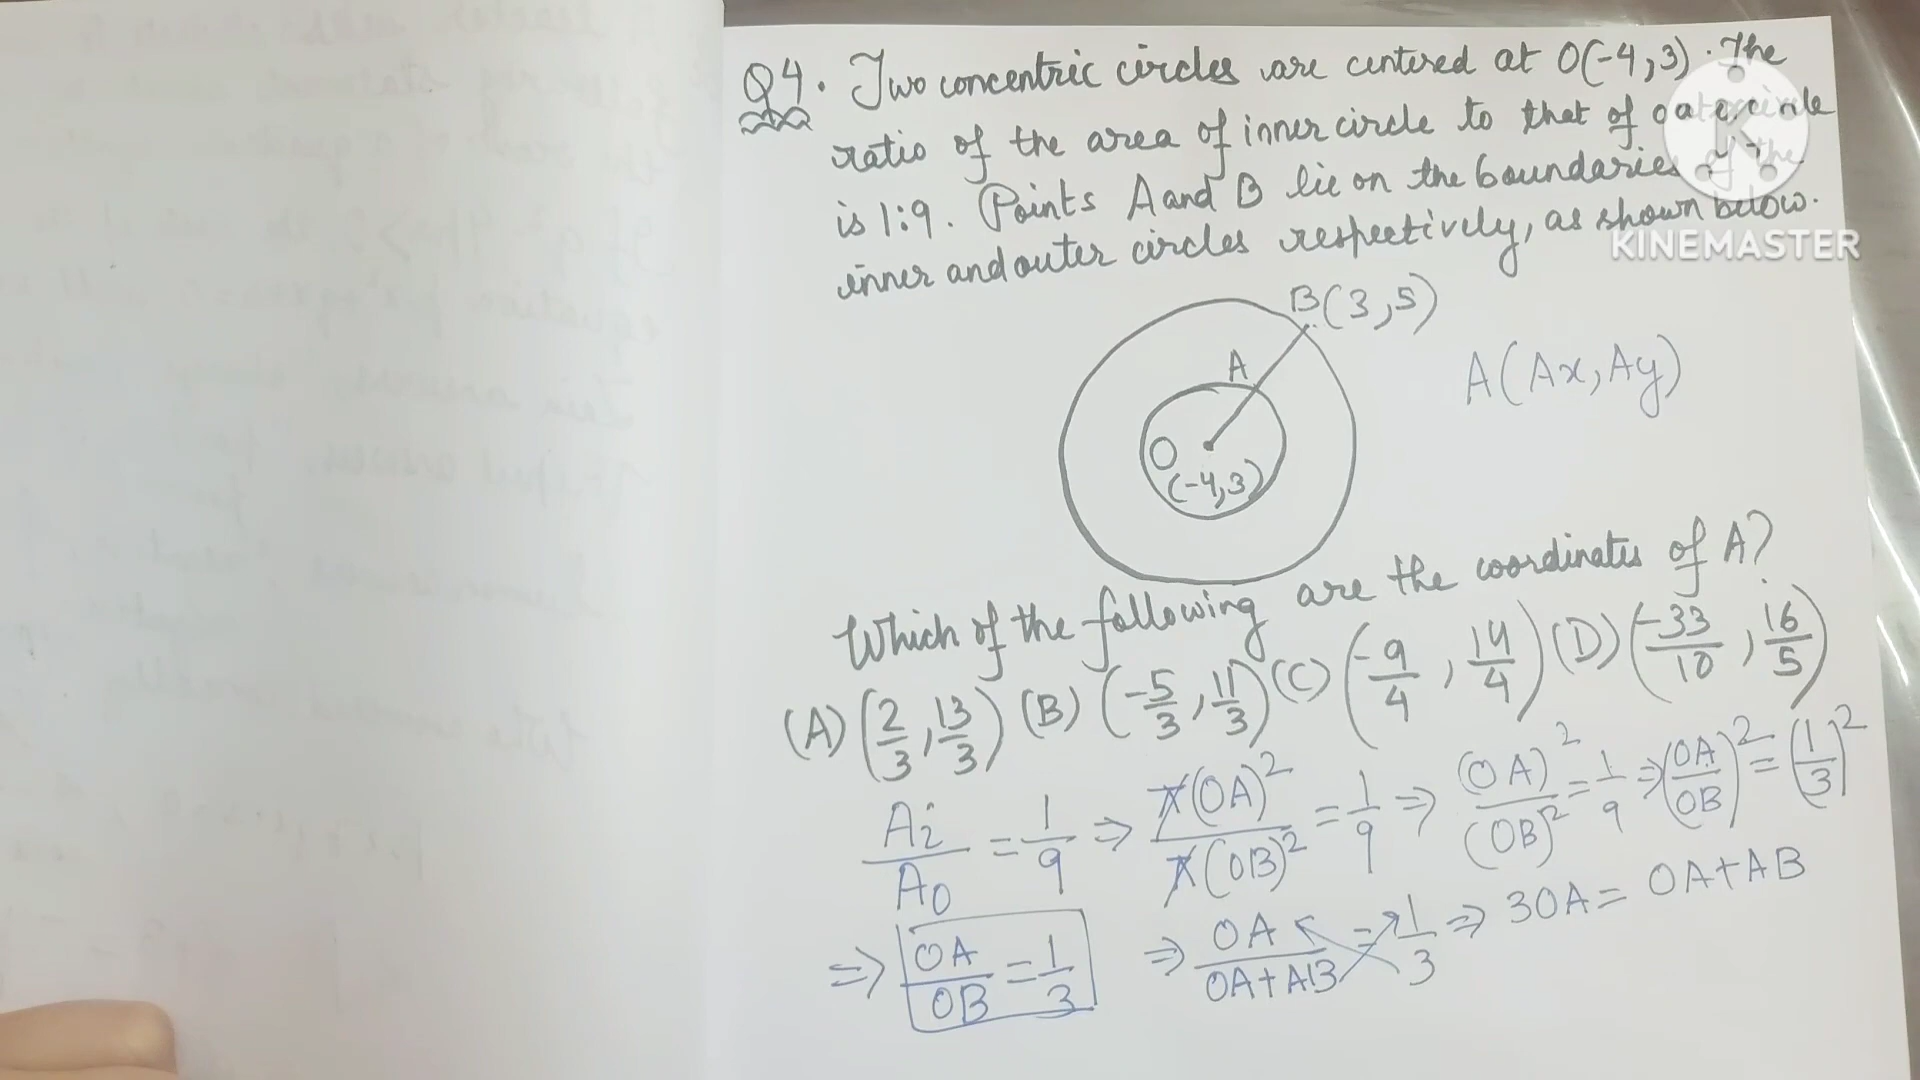 Q4. Two concentric circles are centered at O(-4,3). The
ratio of the area of inner circle to that of circle
is 1:9. Points A and B lie on the boundaries of the
inner and outer circles respectively, as shown below.
KINEMASTER
B(3,5)
A
A(Ax,Ay)
O
(-4,3)
Which of the following are the coordinates of A?
(A) (2/3, 13/3) (B) (-5/3, 11/3) (C) (-9/4, 14/4) (D) (-33/10, 16/5)
Ai/A0 = 1/9 ⇒ π(OA)²/π(OB)² = 1/9 ⇒ (OA)²/(OB)² = 1/9 ⇒ (OA/OB)² = (1/3)²
⇒ OA/OB = 1/3 ⇒ OA/OA+AB = 1/3 ⇒ 3OA = OA+AB